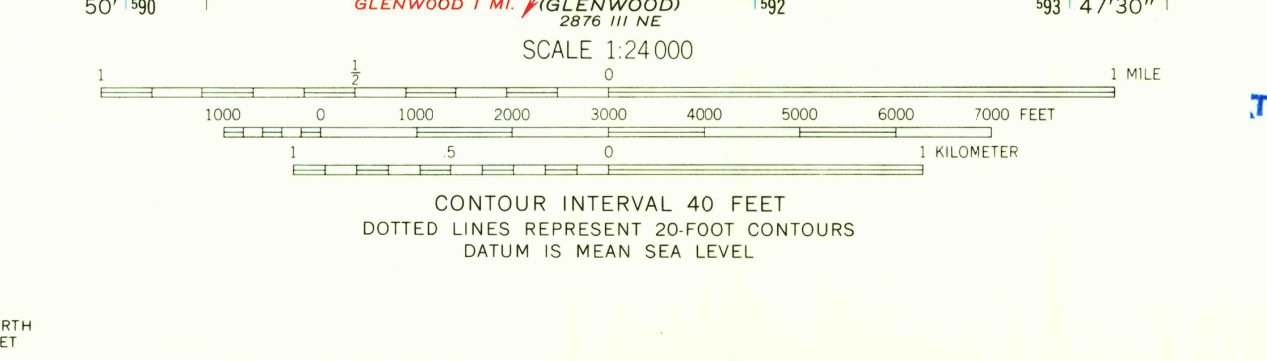 50' 590 GLENWOOD 1 MI. (GLENWOOD) 592 593 47'30"
2876 III NE
SCALE 1:24 000
1 1/2 0 1 MILE
1000 0 1000 2000 3000 4000 5000 6000 7000 FEET
1 .5 0 1 KILOMETER
CONTOUR INTERVAL 40 FEET
DOTTED LINES REPRESENT 20-FOOT CONTOURS
DATUM IS MEAN SEA LEVEL
RTH
ET
T